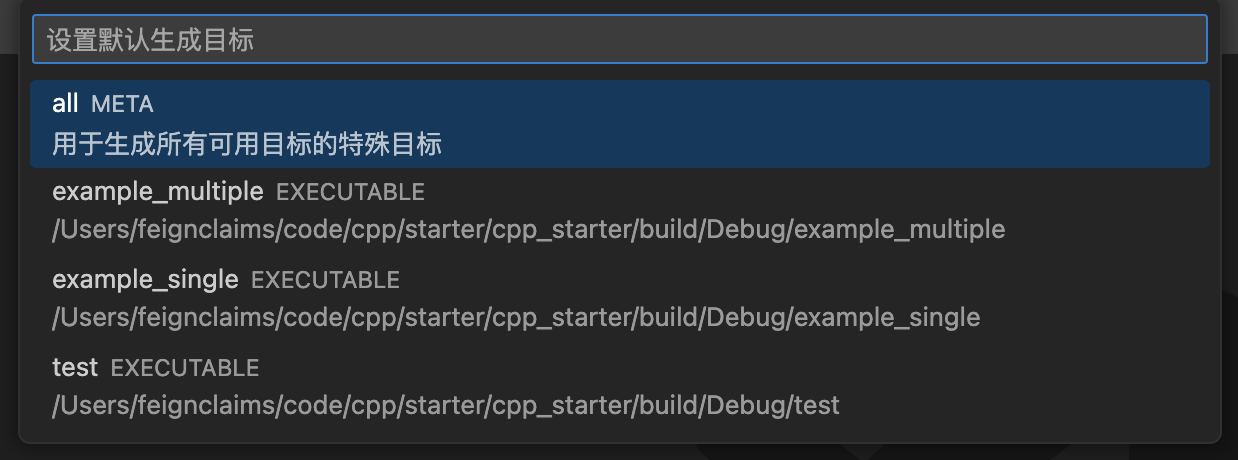 设置默认生成目标
all META
用于生成所有可用目标的特殊目标
example_multiple EXECUTABLE
/Users/feignclaims/code/cpp/starter/cpp_starter/build/Debug/example_multiple
example_single EXECUTABLE
/Users/feignclaims/code/cpp/starter/cpp_starter/build/Debug/example_single
test EXECUTABLE
/Users/feignclaims/code/cpp/starter/cpp_starter/build/Debug/test